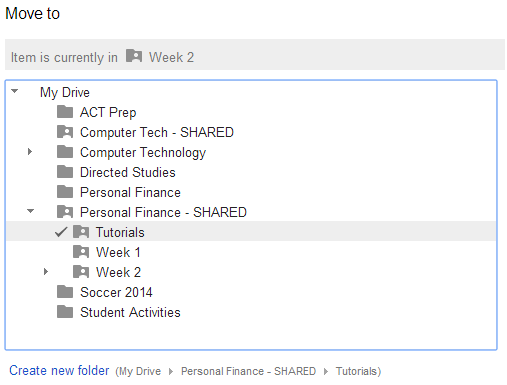 Move to
Item is currently in Week 2
My Drive
ACT Prep
Computer Tech - SHARED
Computer Technology
Directed Studies
Personal Finance
Personal Finance - SHARED
Tutorials
Week 1
Week 2
Soccer 2014
Student Activities
Create new folder (My Drive Personal Finance - SHARED Tutorials)